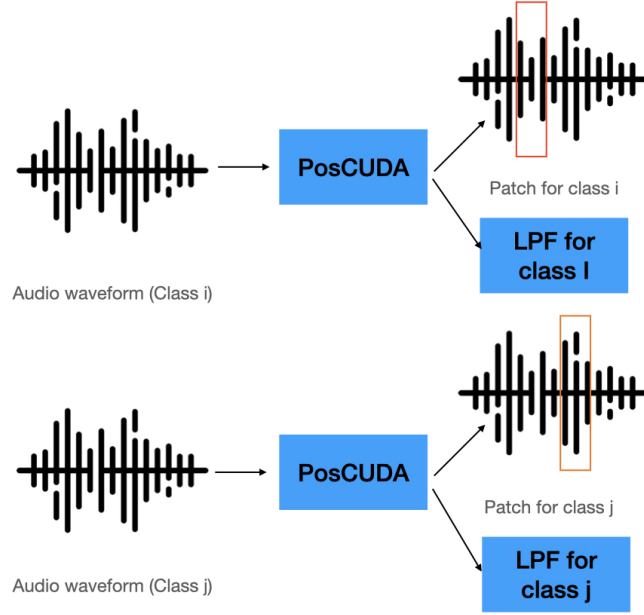 PosCUDA
Patch for class i
LPF for
class I
Audio waveform (Class i)
PosCUDA
Patch for class j
LPF for
class j
Audio waveform (Class j)